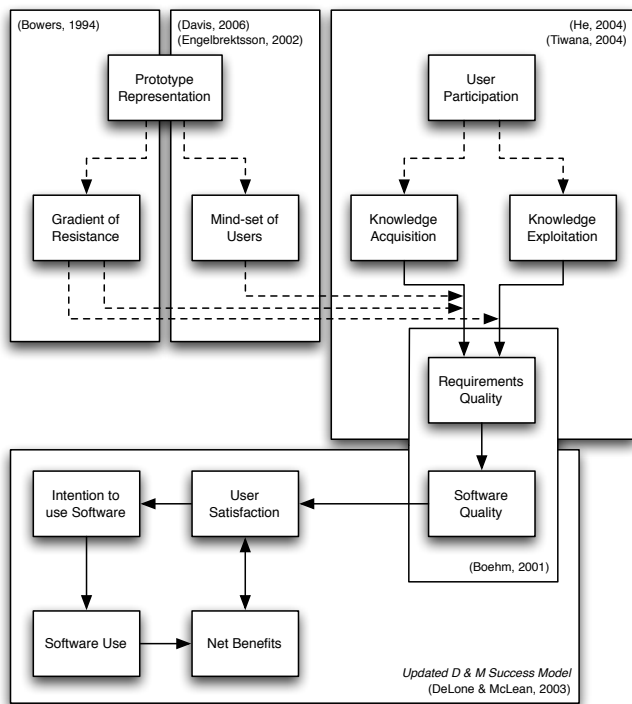 (Bowers, 1994)
(Davis, 2006)
(Engelbrektsson, 2002)
(He, 2004)
(Tiwana, 2004)
Prototype
Representation
User
Participation
Gradient of
Resistance
Mind-set of
Users
Knowledge
Acquisition
Knowledge
Exploitation
Requirements
Quality
Intention to
use Software
User
Satisfaction
Software
Quality
(Boehm, 2001)
Software Use
Net Benefits
Updated D & M Success Model
(DeLone & McLean, 2003)